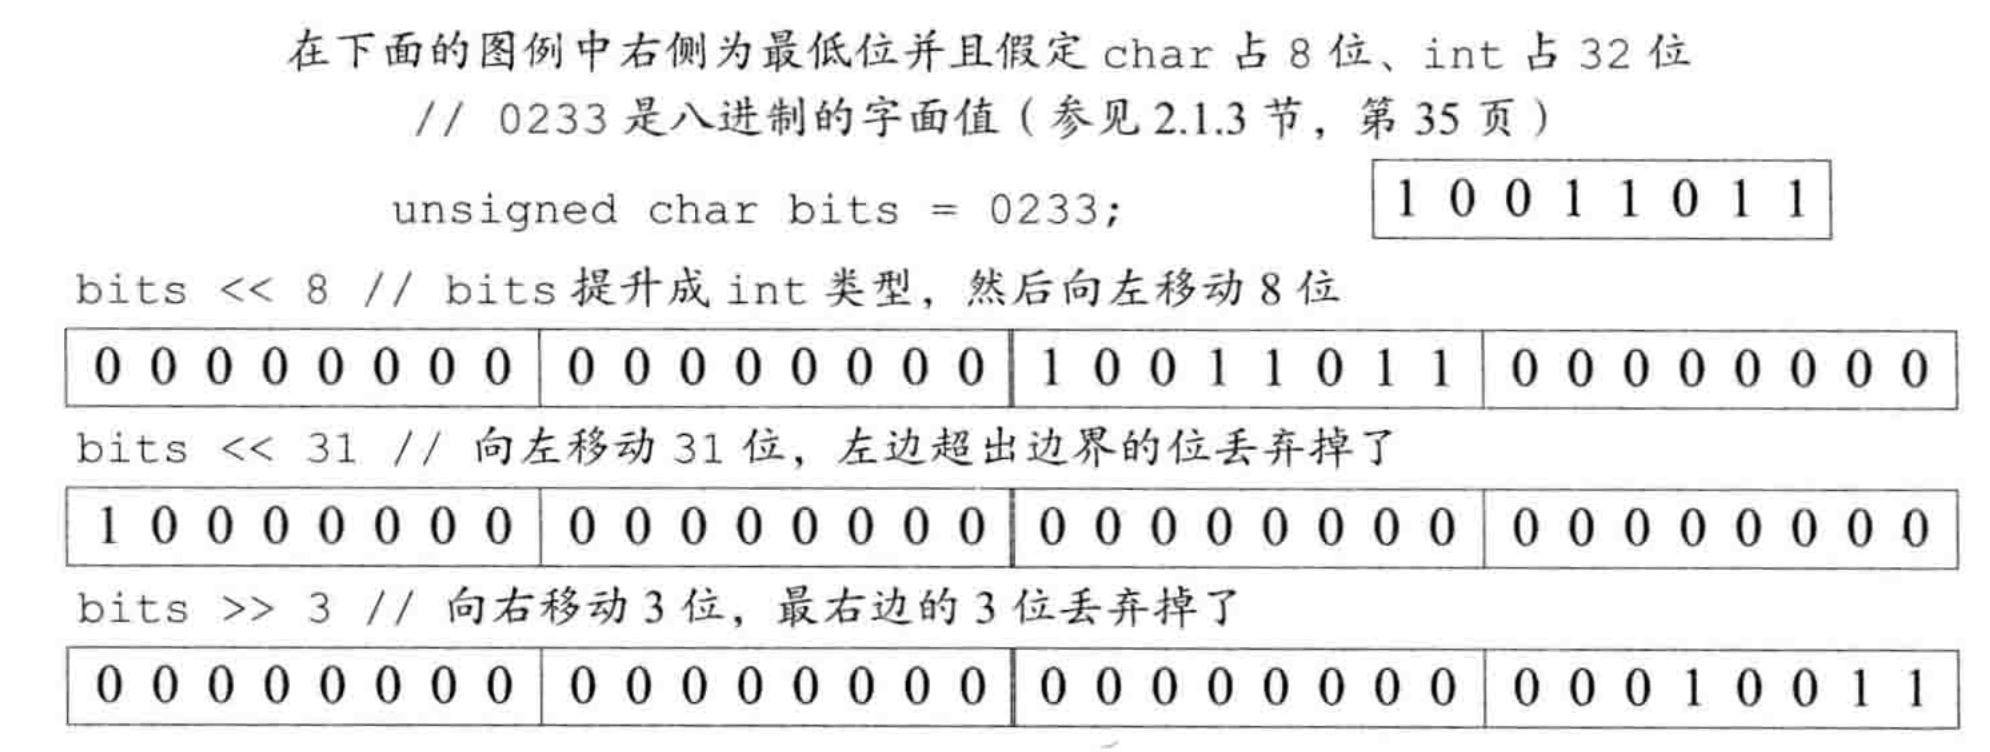 在下面的图例中右侧为最低位并且假定 char 占 8 位、int 占 32 位
// 0233 是八进制的字面值（参见 2.1.3 节，第 35 页）
unsigned char bits = 0233; 1 0 0 1 1 0 1 1
bits << 8 // bits 提升成 int 类型，然后向左移动 8 位
0 0 0 0 0 0 0 0 0 0 0 0 0 0 0 0 1 0 0 1 1 0 1 1 0 0 0 0 0 0 0 0
bits << 31 // 向左移动 31 位，左边超出边界的位丢弃掉了
1 0 0 0 0 0 0 0 0 0 0 0 0 0 0 0 0 0 0 0 0 0 0 0 0 0 0 0 0 0 0 0
bits >> 3 // 向右移动 3 位，最右边的 3 位丢弃掉了
0 0 0 0 0 0 0 0 0 0 0 0 0 0 0 0 0 0 0 0 0 0 0 0 0 0 0 1 0 0 1 1